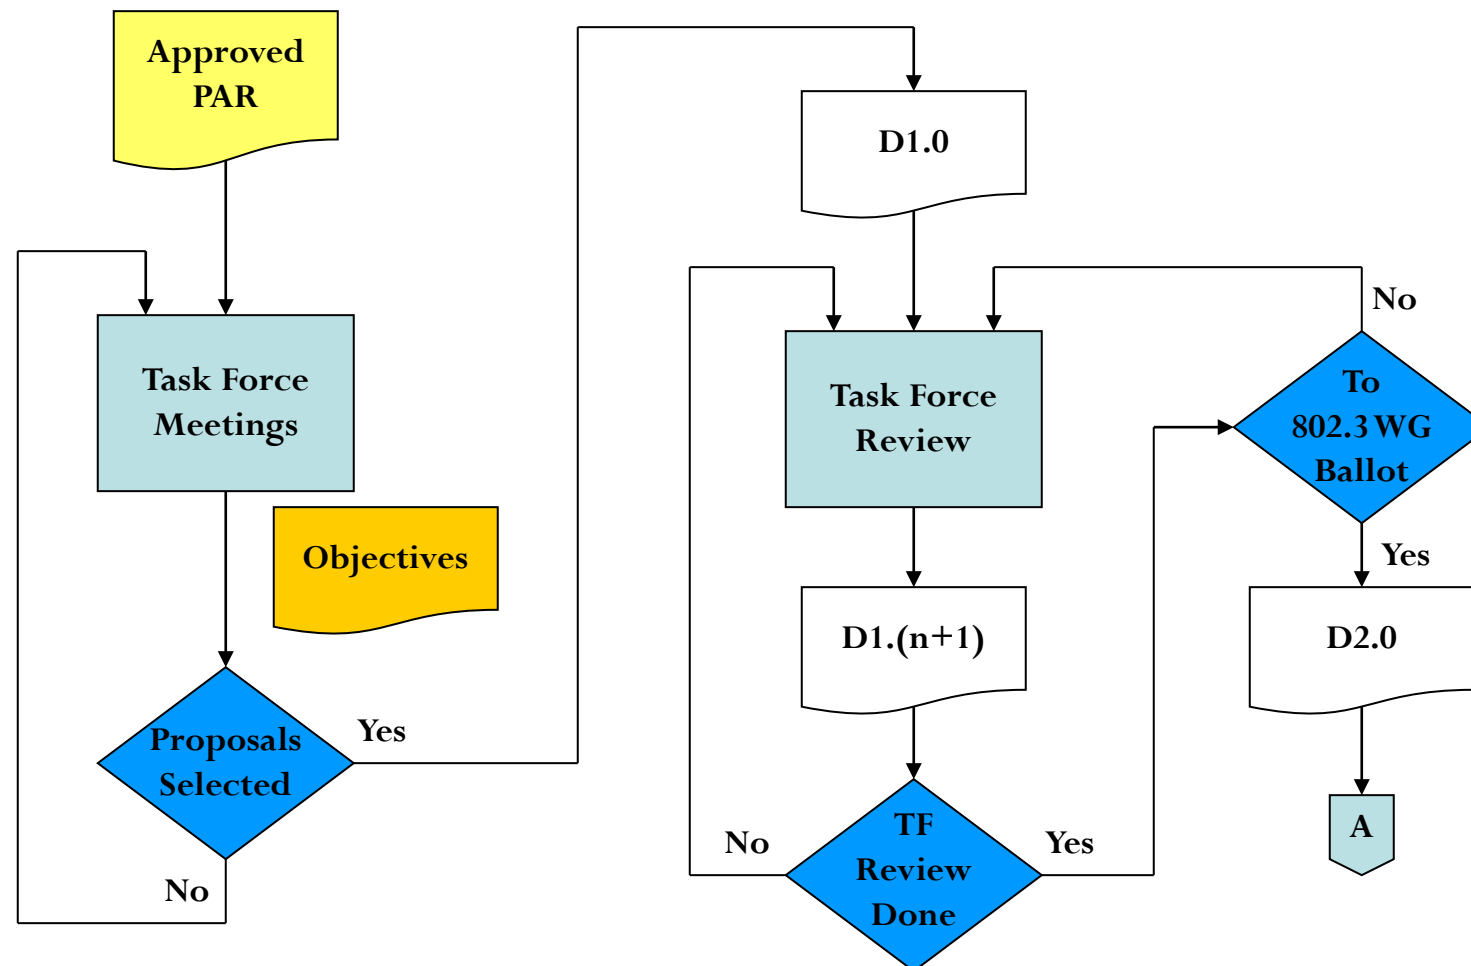 Approved
PAR
Task Force
Meetings
Objectives
Proposals
Selected
Yes
No
D1.0
Task Force
Review
D1.(n+1)
TF
Review
Done
No
Yes
To
802.3 WG
Ballot
No
Yes
D2.0
A